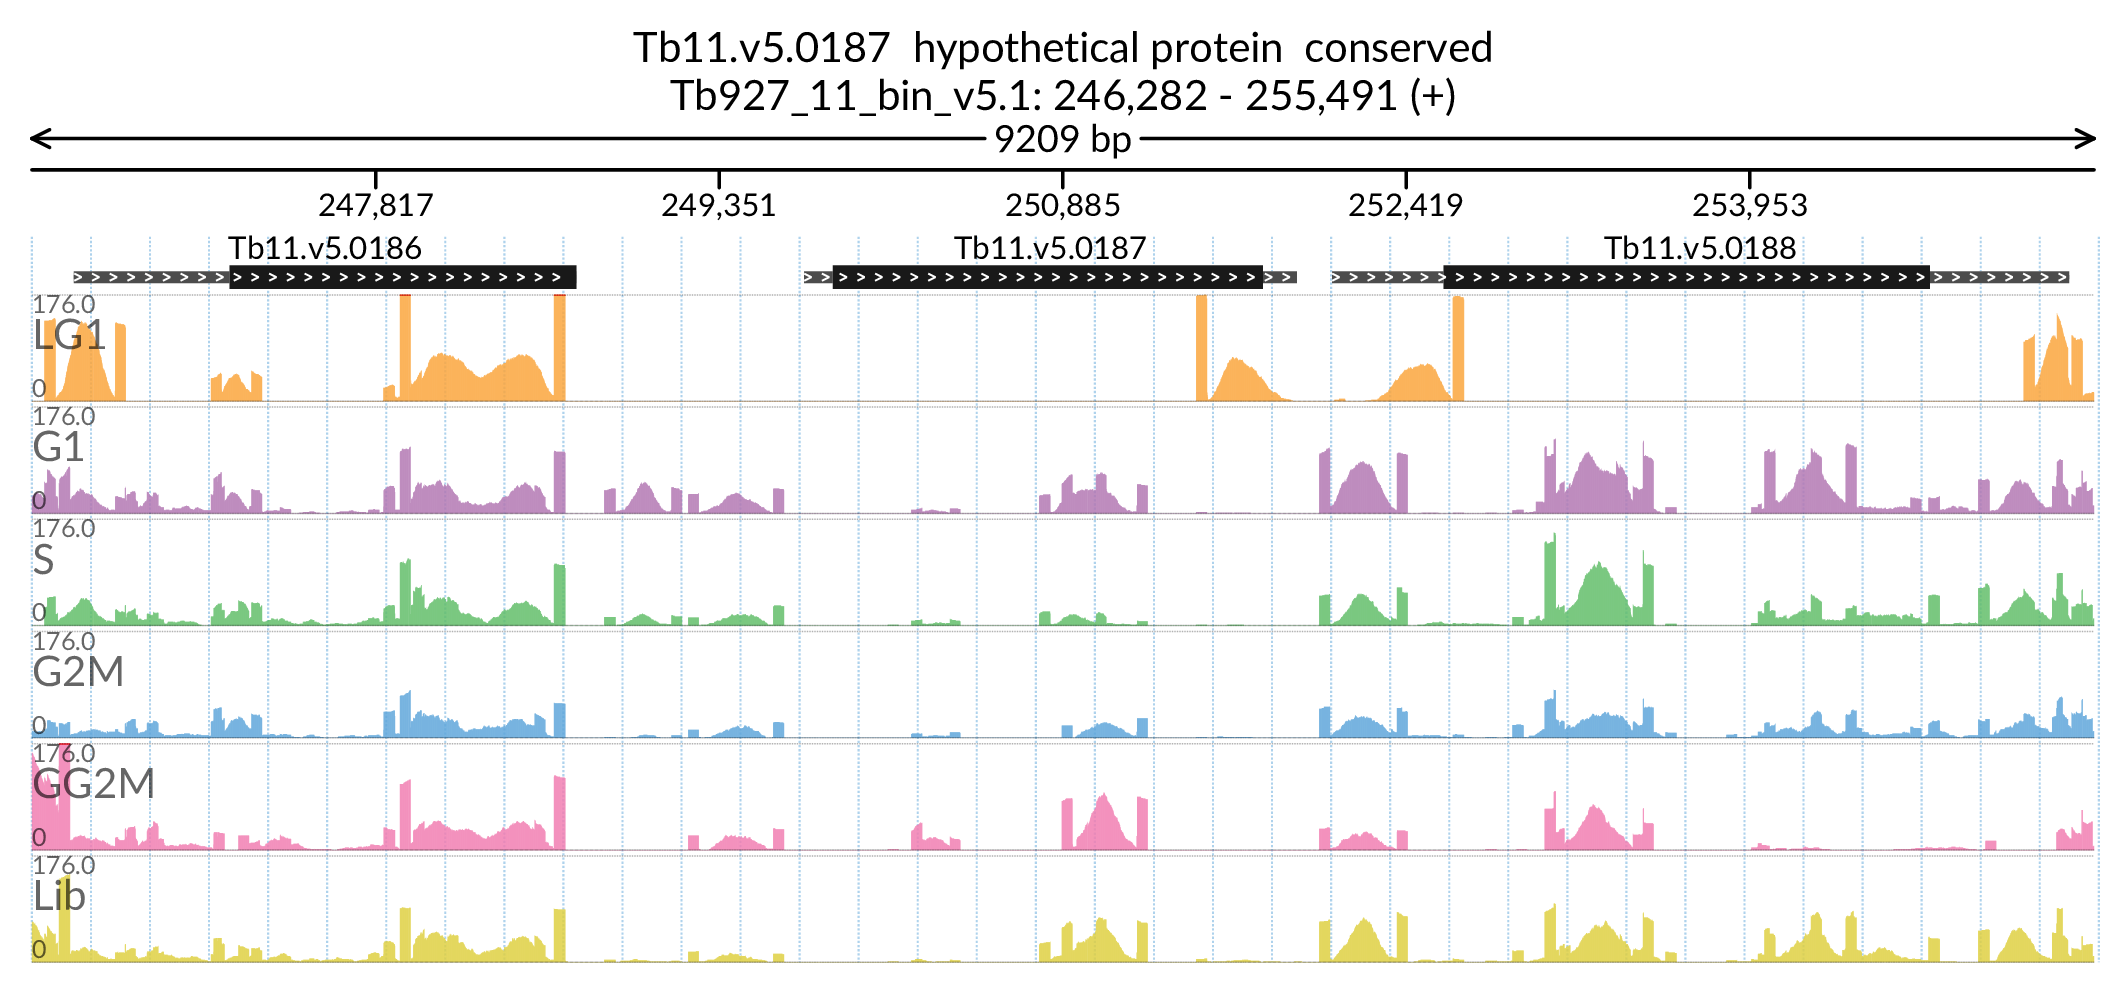 Tb11.v5.0187 hypothetical protein conserved
Tb927_11_bin_v5.1: 246,282 - 255,491 (+)
9209 bp
247,817 249,351 250,885 252,419 253,953
Tb11.v5.0186 Tb11.v5.0187 Tb11.v5.0188
176.0
LG1
0
176.0
G1
0
176.0
S
0
176.0
G2M
0
176.0
GG2M
0
176.0
Lib
0